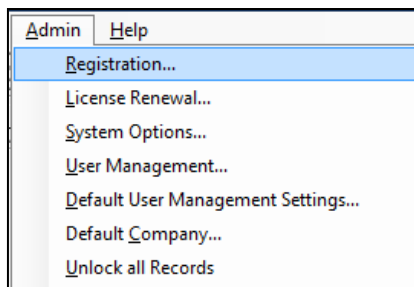 Admin Help
Registration...
License Renewal...
System Options...
User Management...
Default User Management Settings...
Default Company...
Unlock all Records